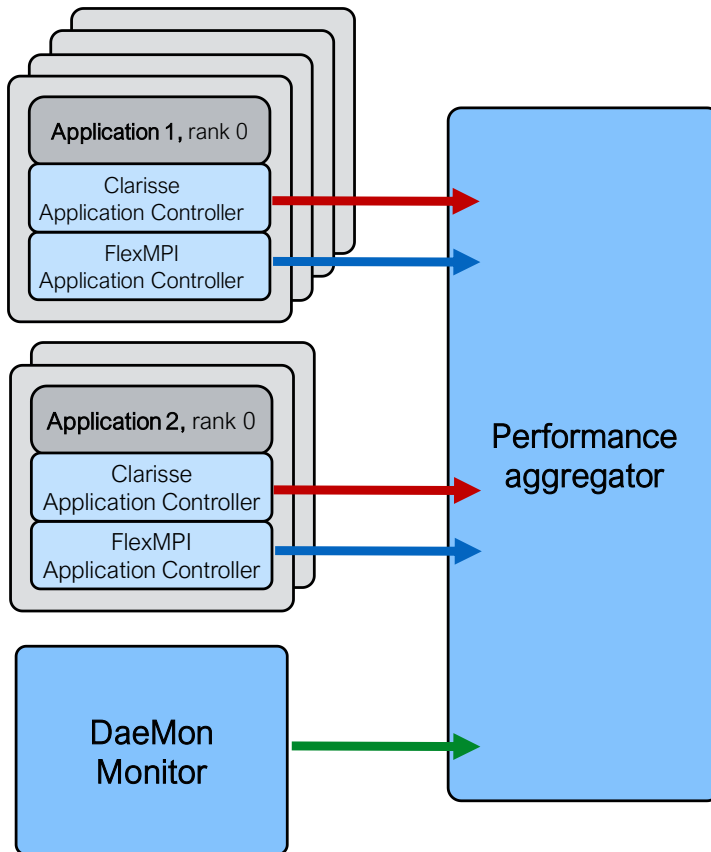 Application 1, rank 0
Clarisse
Application Controller
FlexMPI
Application Controller
Application 2, rank 0
Clarisse
Application Controller
FlexMPI
Application Controller
Performance
aggregator
DaeMon
Monitor